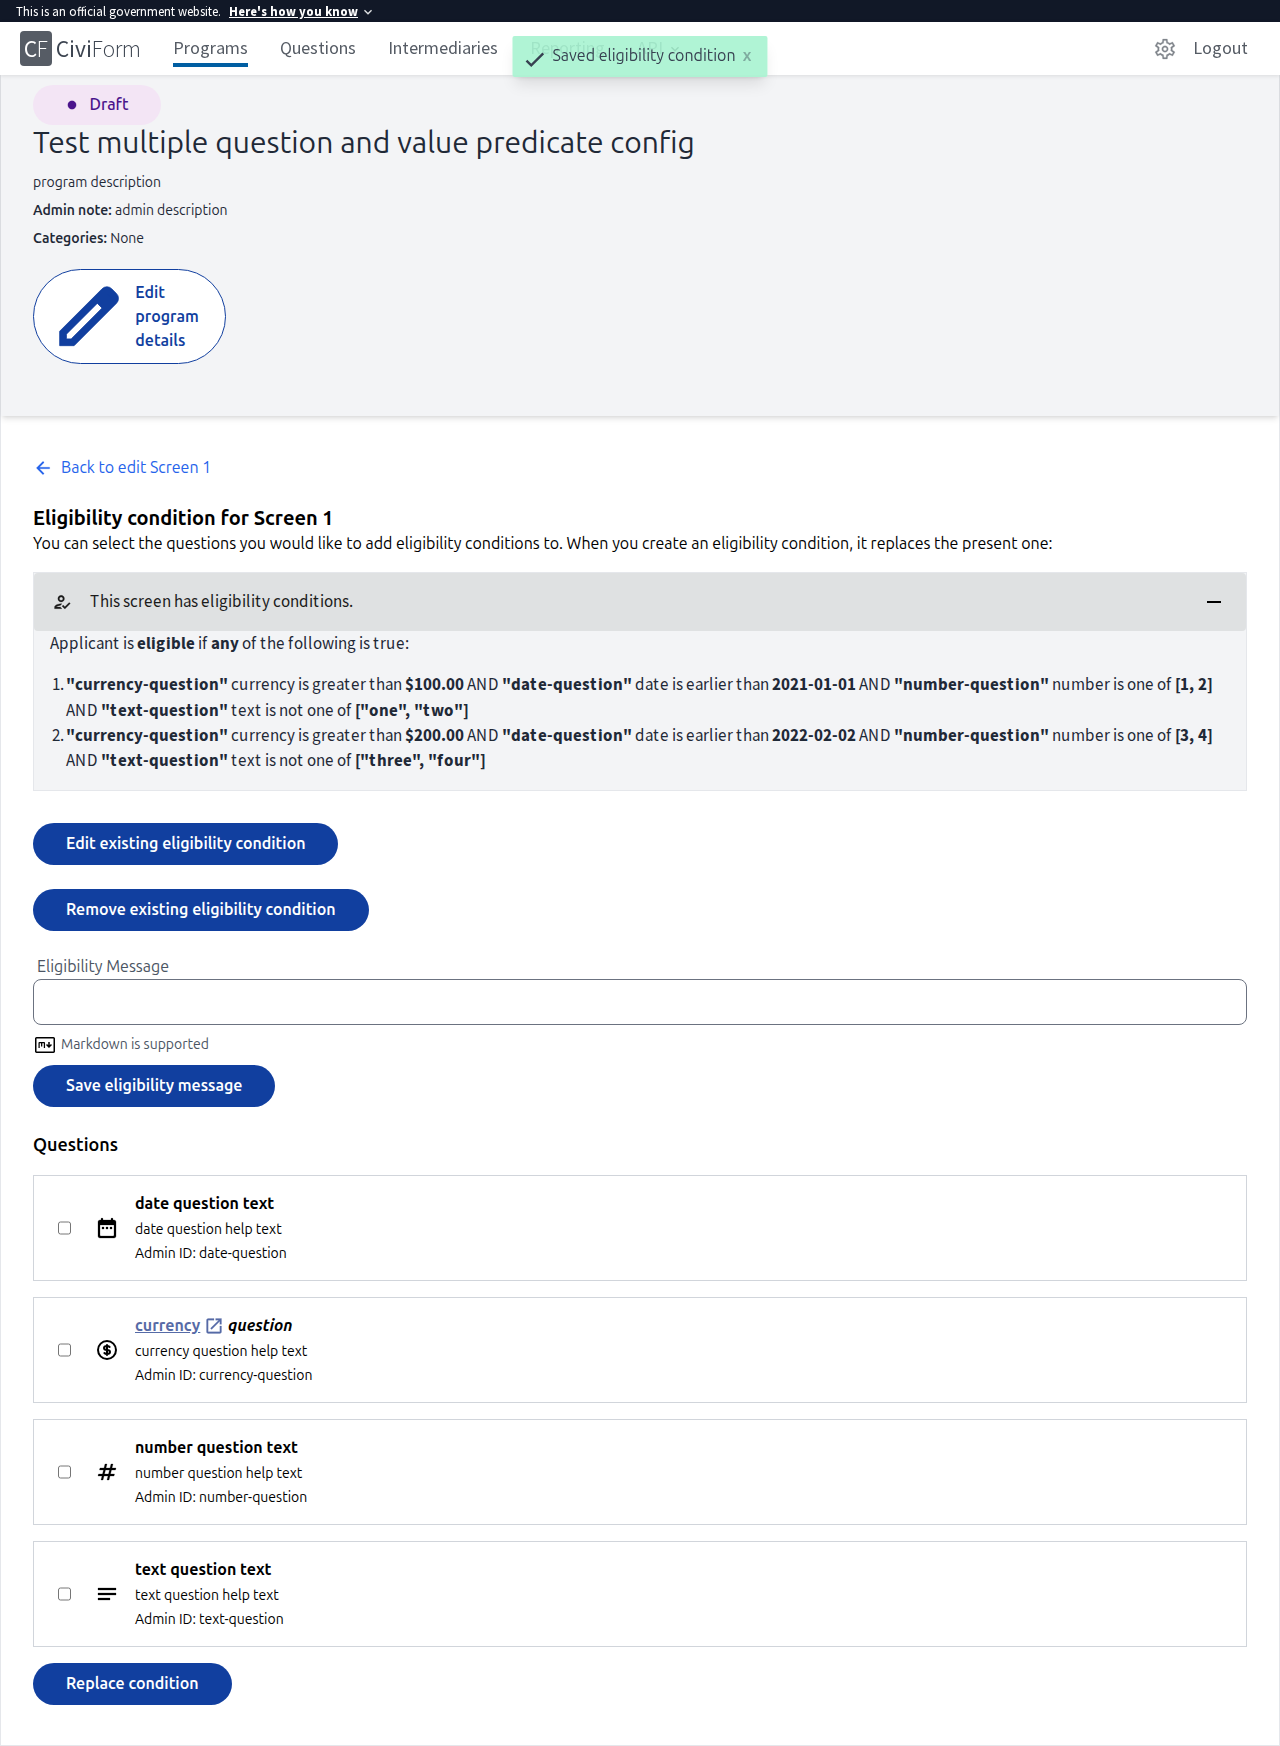 This is an official government website. Here's how you know
CF CiviForm Programs Questions Intermediaries Reporting API Logout
Saved eligibility condition x
Draft
Test multiple question and value predicate config
program description
Admin note: admin description
Categories: None
Edit
program
details
Back to edit Screen 1
Eligibility condition for Screen 1
You can select the questions you would like to add eligibility conditions to. When you create an eligibility condition, it replaces the present one:
This screen has eligibility conditions.
Applicant is eligible if any of the following is true:
1. "currency-question" currency is greater than $100.00 AND "date-question" date is earlier than 2021-01-01 AND "number-question" number is one of [1, 2]
AND "text-question" text is not one of ["one", "two"]
2. "currency-question" currency is greater than $200.00 AND "date-question" date is earlier than 2022-02-02 AND "number-question" number is one of [3, 4]
AND "text-question" text is not one of ["three", "four"]
Edit existing eligibility condition
Remove existing eligibility condition
Eligibility Message
Markdown is supported
Save eligibility message
Questions
date question text
date question help text
Admin ID: date-question
currency question
currency question help text
Admin ID: currency-question
number question text
number question help text
Admin ID: number-question
text question text
text question help text
Admin ID: text-question
Replace condition